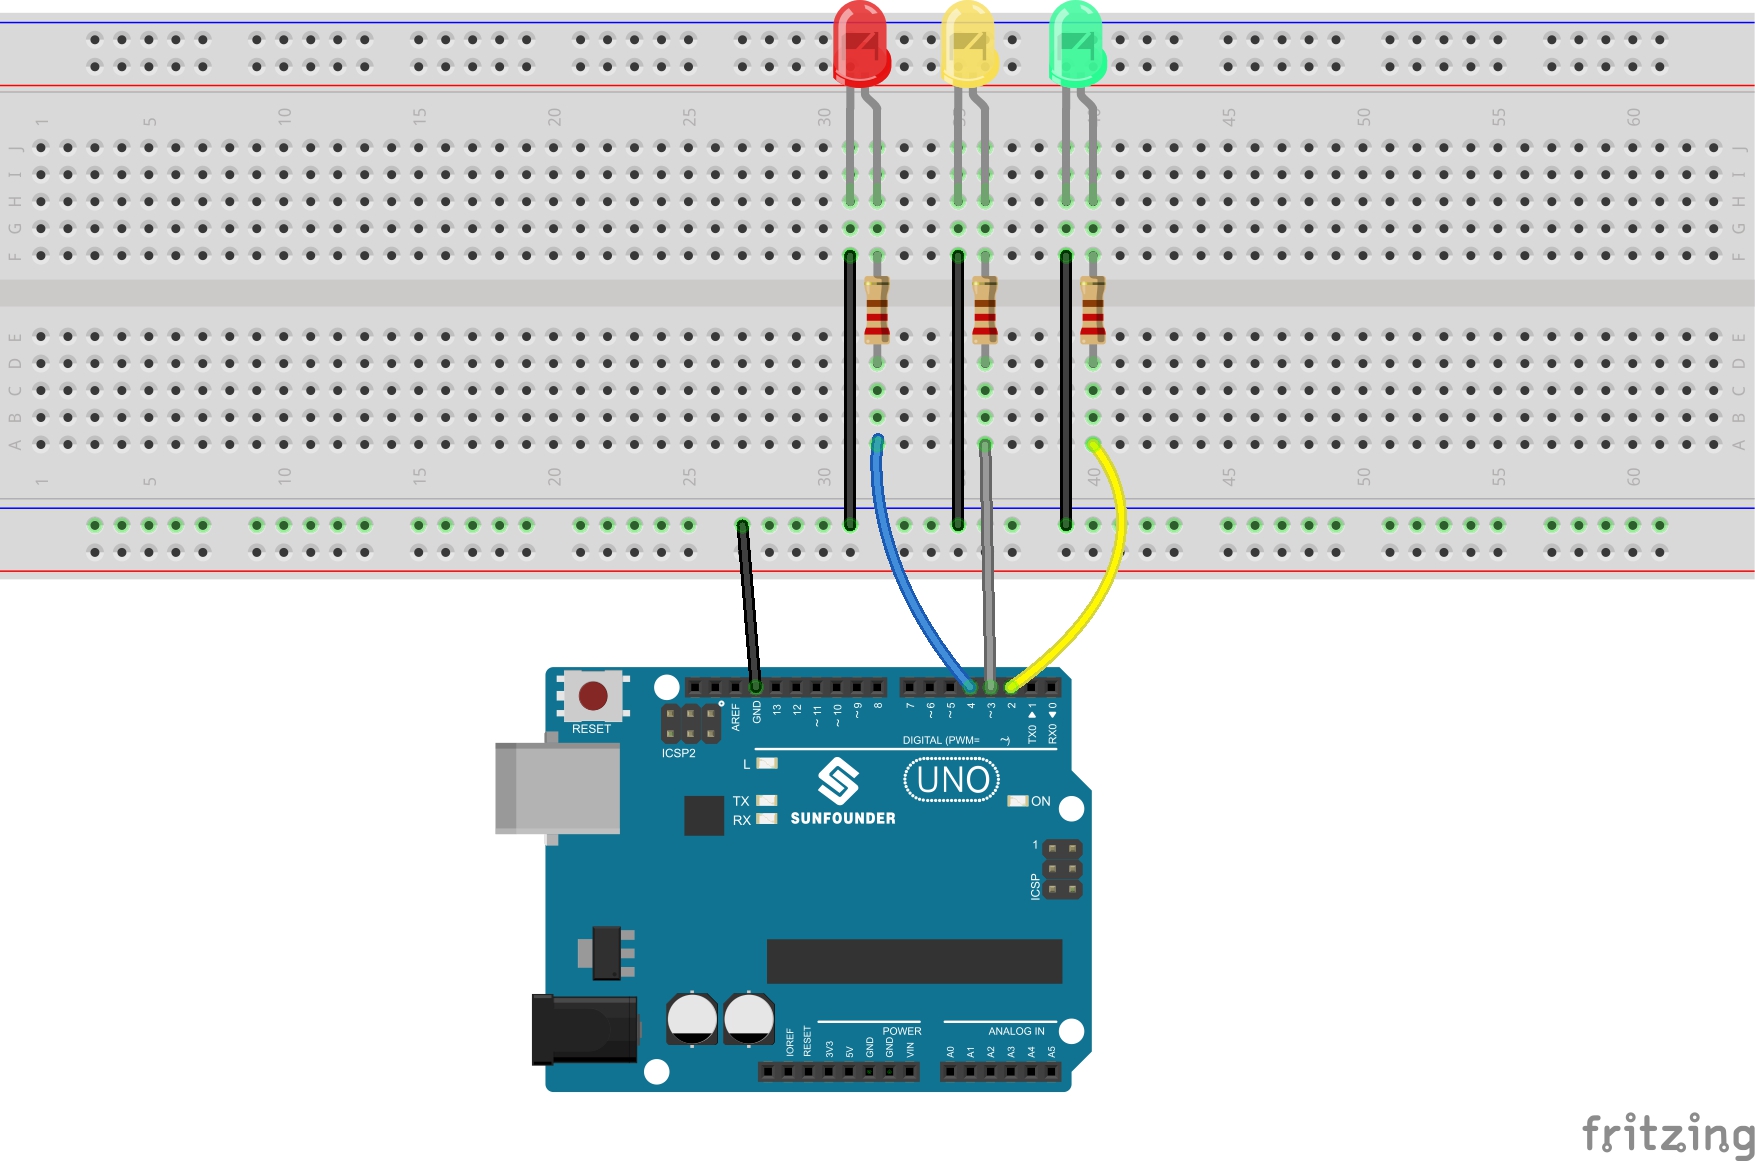 1 5 10 15 20 25 30 35 40 45 50 55 60
J J
I I
H H
G G
F F
E E
D D
C C
B B
A A
1 5 10 15 20 25 30 40 45 50 55 60
RESET
AREF GND 13 12 ~11 ~10 ~9 8 7 ~6 ~5 4 ~3 2 TX0▶1 RX0◀0
ICSP2
DIGITAL (PWM= ~)
L
TX
RX
SUNFOUNDER
UNO
ON
1
ICSP
POWER
ANALOG IN
IOREF RESET 3V3 5V GND GND VIN A0 A1 A2 A3 A4 A5
fritzing